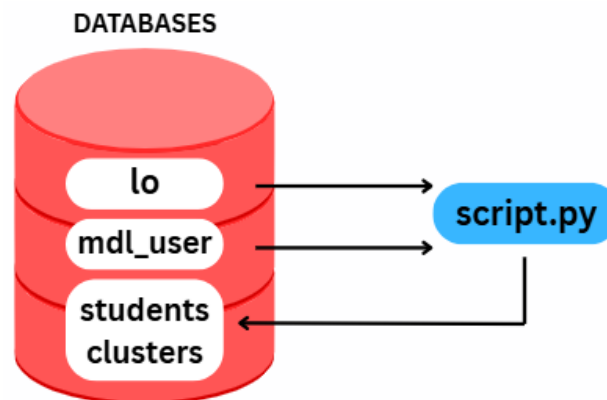 DATABASES
lo
mdl_user
students
clusters
script.py